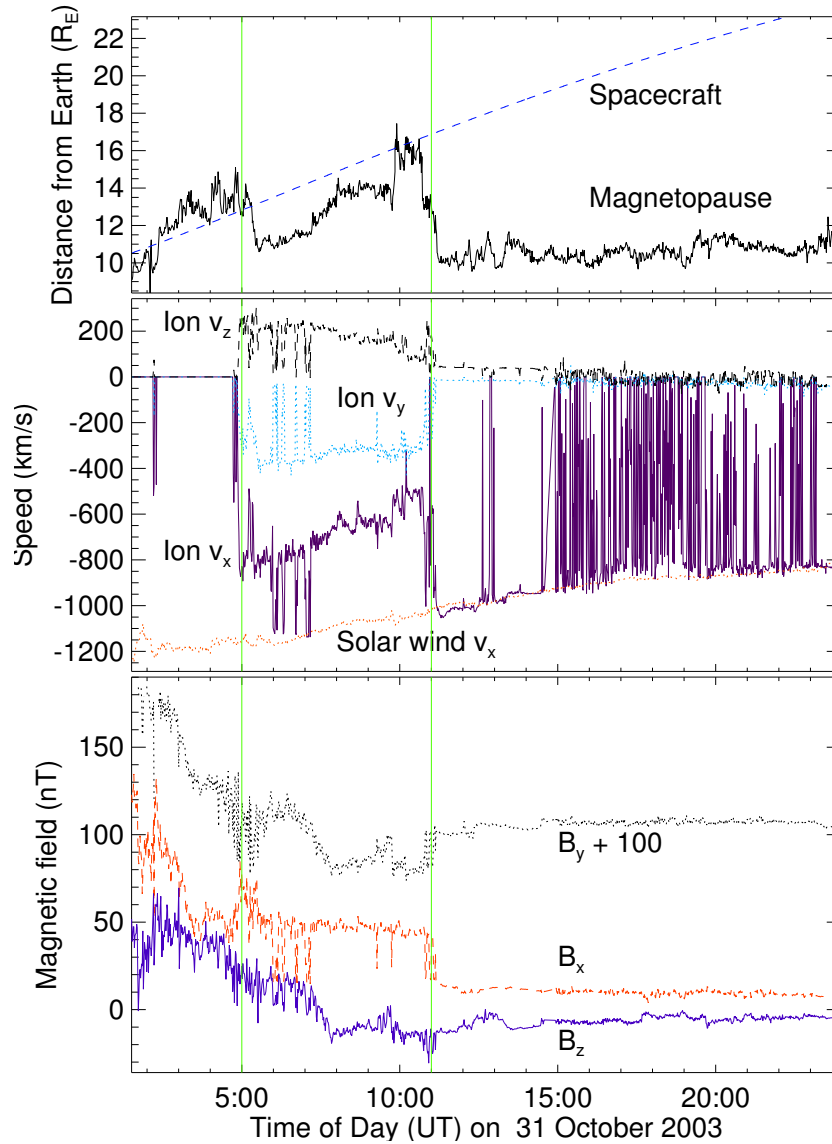 Distance from Earth (R_E)
22
20
18
16
14
12
10
Spacecraft
Magnetopause
Speed (km/s)
200
0
-200
-400
-600
-800
-1000
-1200
Ion v_z
Ion v_y
Ion v_x
Solar wind v_x
Magnetic field (nT)
150
100
50
0
B_y + 100
B_x
B_z
5:00 10:00 15:00 20:00
Time of Day (UT) on 31 October 2003